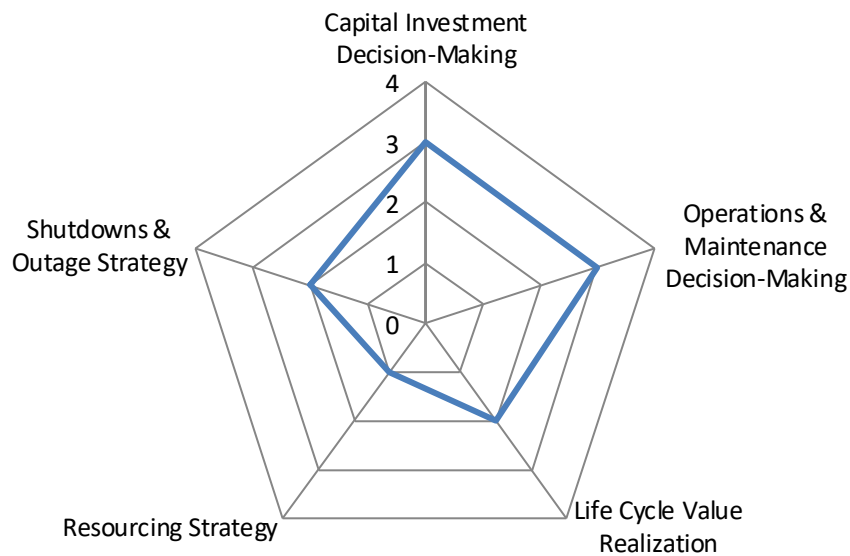 Capital Investment
Decision-Making
4
3
2
1
0
Operations &
Maintenance
Decision-Making
Shutdowns &
Outage Strategy
Resourcing Strategy
Life Cycle Value
Realization